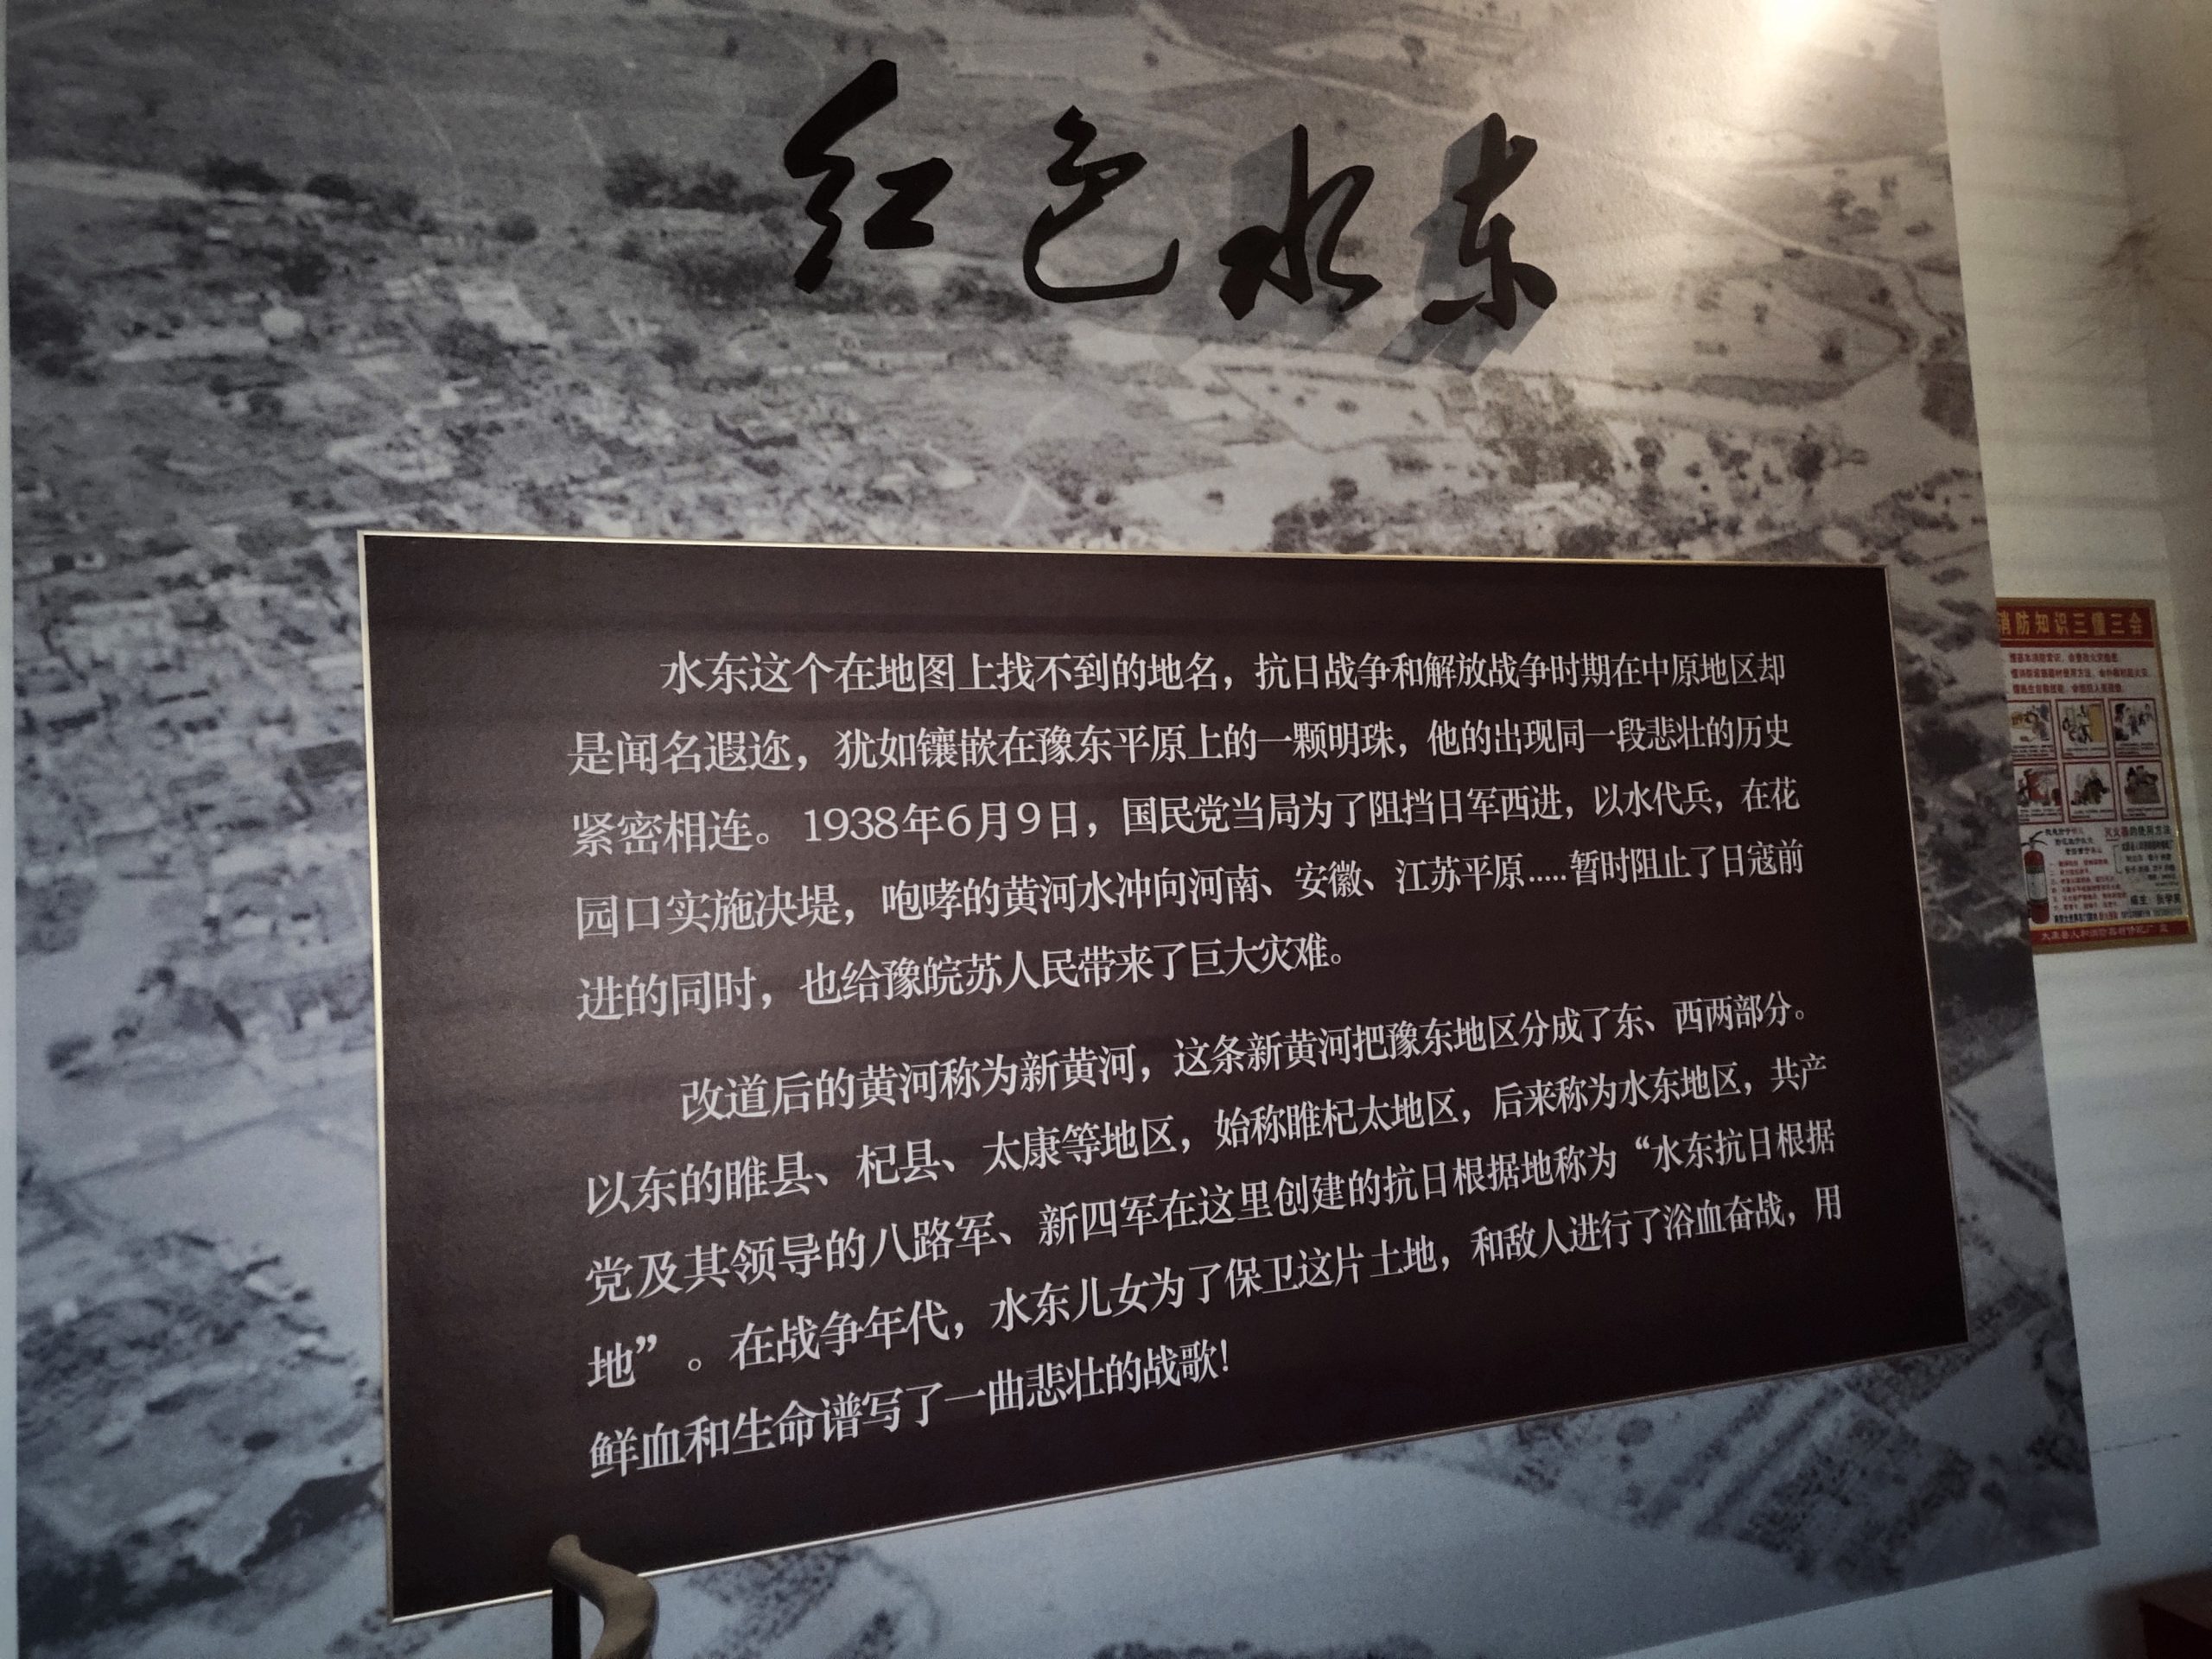 红色水东
水东这个在地图上找不到的地名，抗日战争和解放战争时期在中原地区却
是闻名遐迩，犹如镶嵌在豫东平原上的一颗明珠，他的出现同一段悲壮的历史
紧密相连。1938年6月9日，国民党当局为了阻挡日军西进，以水代兵，在花
园口实施决堤，咆哮的黄河水冲向河南、安徽、江苏平原.....暂时阻止了日寇前
进的同时，也给豫皖苏人民带来了巨大灾难。
改道后的黄河称为新黄河，这条新黄河把豫东地区分成了东、西两部分。
以东的睢县、杞县、太康等地区，始称睢杞太地区，后来称为水东地区，共产
党及其领导的八路军、新四军在这里创建的抗日根据地称为“水东抗日根据
地”。在战争年代，水东儿女为了保卫这片土地，和敌人进行了浴血奋战，用
鲜血和生命谱写了一曲悲壮的战歌！
消防知识三懂三会
灭火器的使用方法